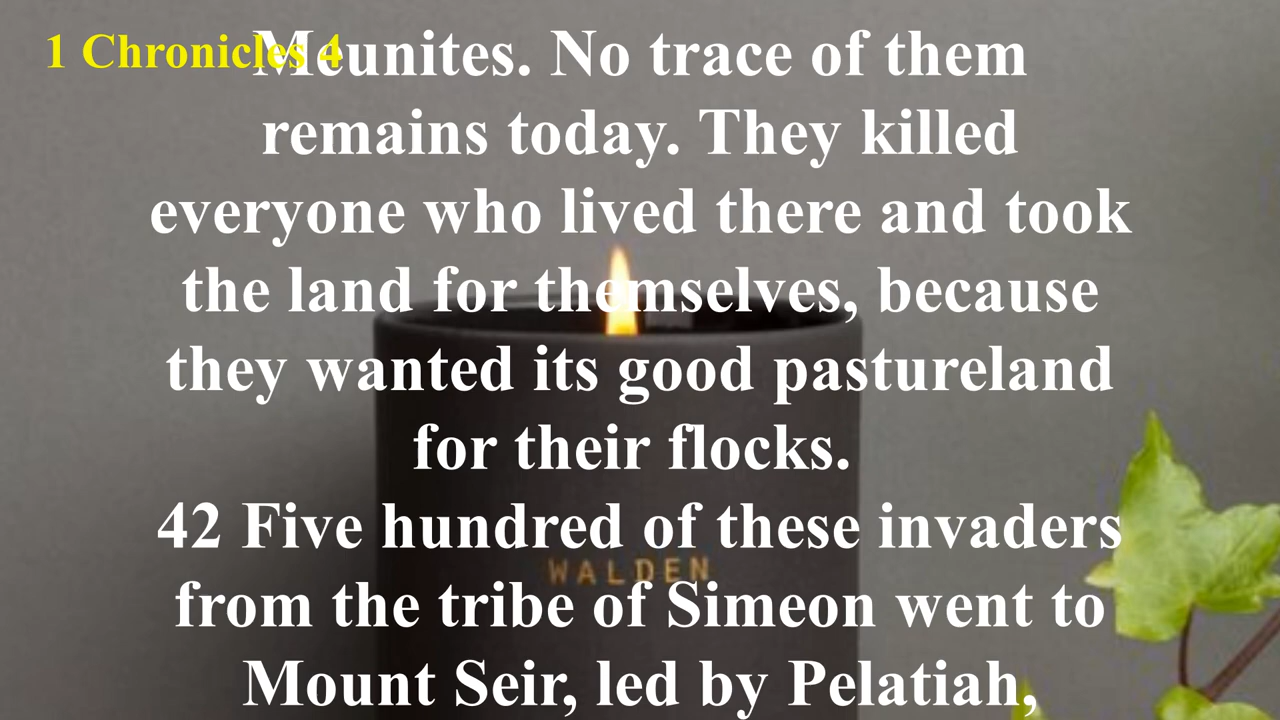 1 Chronicles 4
Meunites. No trace of them
remains today. They killed
everyone who lived there and took
the land for themselves, because
they wanted its good pastureland
for their flocks.
42 Five hundred of these invaders
WALDEN
from the tribe of Simeon went to
Mount Seir, led by Pelatiah,